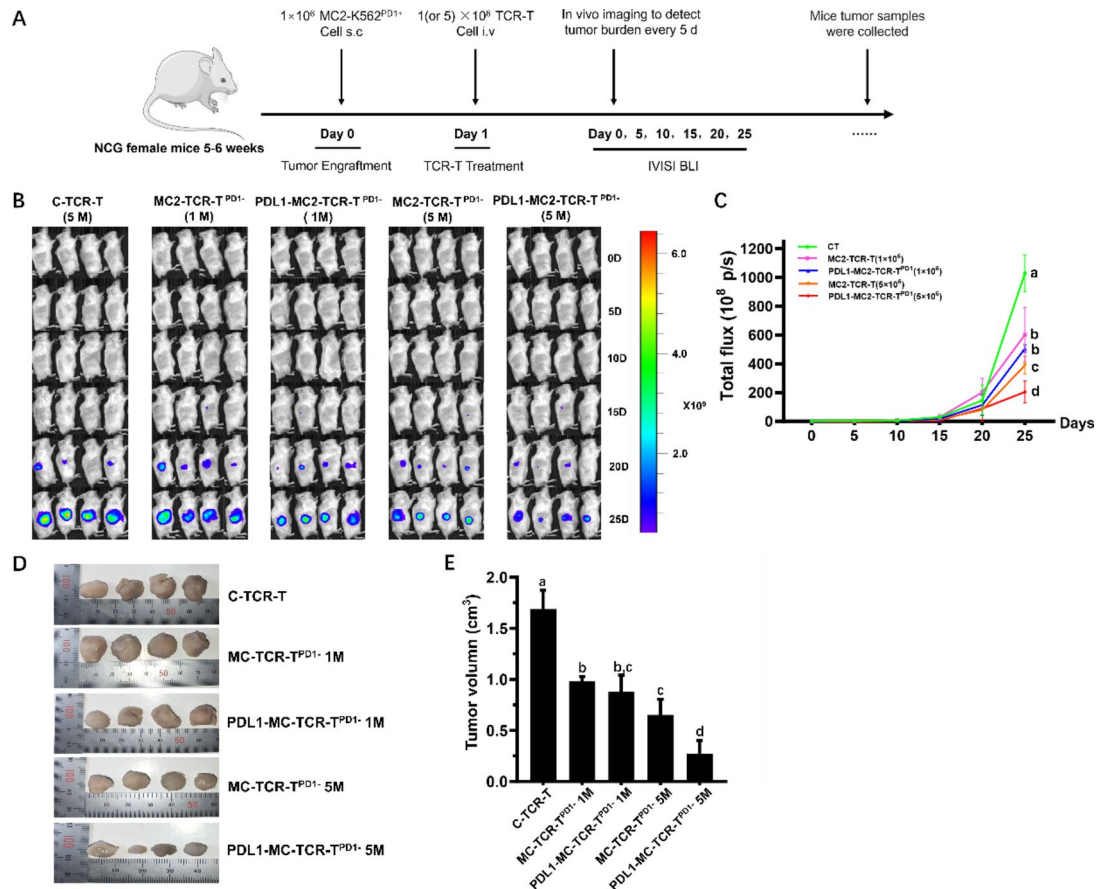 A
1×10⁶ MC2-K562ᴾᴰ¹⁺
Cell s.c
1(or 5) ×10⁶ TCR-T
Cell i.v
In vivo imaging to detect
tumor burden every 5 d
Mice tumor samples
were collected
NCG female mice 5-6 weeks
Day 0
Tumor Engraftment
Day 1
TCR-T Treatment
Day 0, 5, 10, 15, 20, 25
IVISI BLI
......
B
C-TCR-T
(5 M)
MC2-TCR-T PD1-
(1 M)
PDL1-MC2-TCR-T PD1-
( 1M)
MC2-TCR-T PD1-
(5 M)
PDL1-MC2-TCR-T PD1-
(5 M)
0D
5D
10D
15D
20D
25D
6.0
4.0
X10⁹
2.0
C
Total flux (10⁸ p/s)
1200
1000
800
600
400
200
0
0 5 10 15 20 25
Days
CT
MC2-TCR-T(1×10⁶)
PDL1-MC2-TCR-Tᴾᴰ¹(1×10⁶)
MC2-TCR-T(5×10⁶)
PDL1-MC2-TCR-Tᴾᴰ¹(5×10⁶)
a
b
b
c
d
D
C-TCR-T
MC-TCR-Tᴾᴰ¹⁻ 1M
PDL1-MC-TCR-Tᴾᴰ¹⁻ 1M
MC-TCR-Tᴾᴰ¹⁻ 5M
PDL1-MC-TCR-Tᴾᴰ¹⁻ 5M
E
Tumor volumn (cm³)
2.0
1.5
1.0
0.5
0.0
a
b
b,c
c
d
C-TCR-T
MC-TCR-Tᴾᴰ¹⁻ 1M
PDL1-MC-TCR-Tᴾᴰ¹⁻ 1M
MC-TCR-Tᴾᴰ¹⁻ 5M
PDL1-MC-TCR-Tᴾᴰ¹⁻ 5M